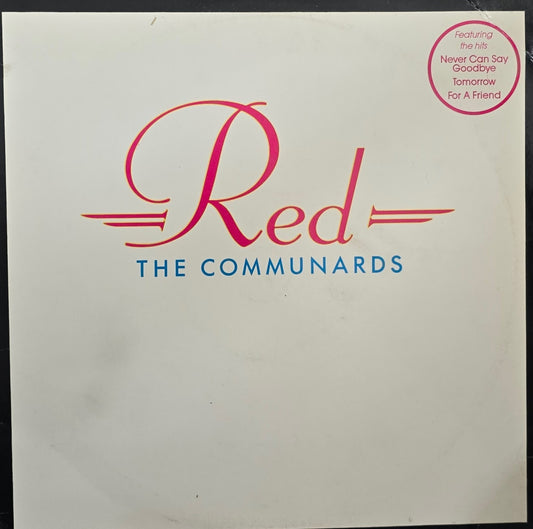 Featuring
the hits
Never Can Say
Goodbye
Tomorrow
For A Friend
Red
THE COMMUNARDS